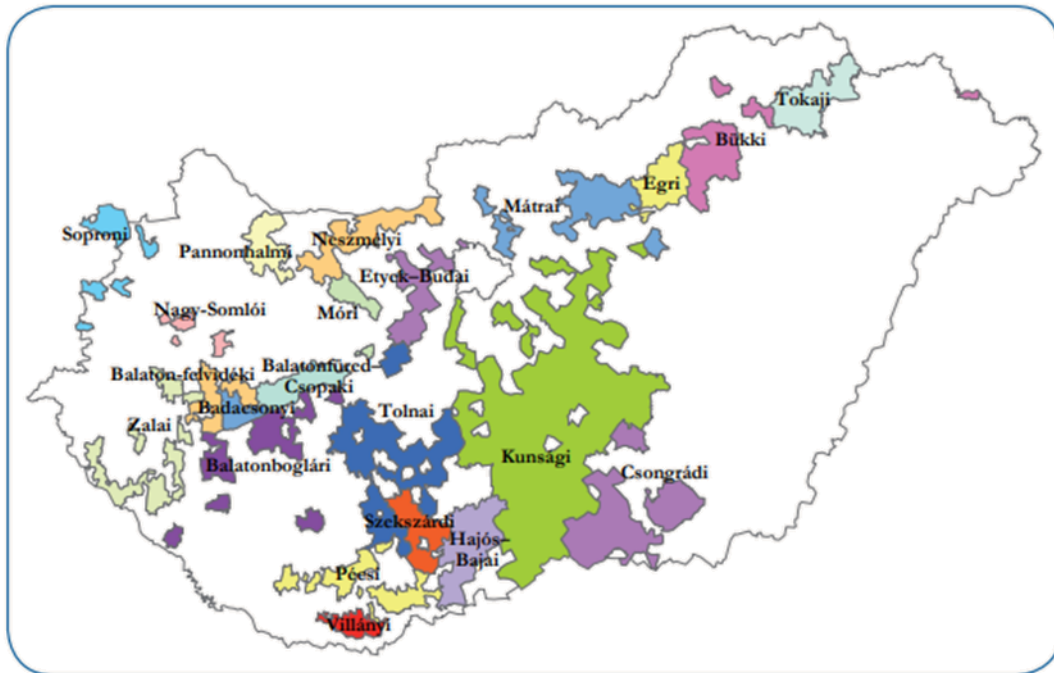 Tokaji
Bükki
Egri
Mátrai
Soproni
Neszmélyi
Pannonhalmi
Etyek–Budai
Nagy-Somlói
Móri
Balatonfüred–
Csopaki
Balaton-felvidéki
Badacsonyi
Tolnai
Zalai
Kunsági
Balatonboglári
Csongrádi
Szekszárdi
Hajós–
Bajai
Pécsi
Villányi